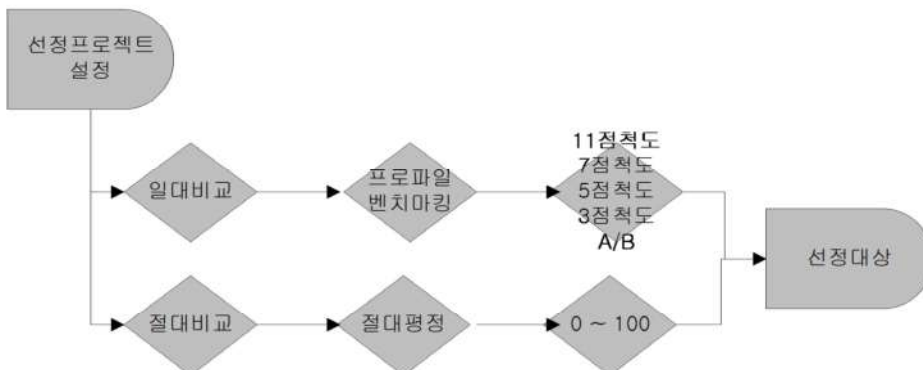 선정프로젝트
설정
일대비교
프로파일
벤치마킹
11점척도
7점척도
5점척도
3점척도
A/B
선정대상
절대비교
절대평정
0 ~ 100